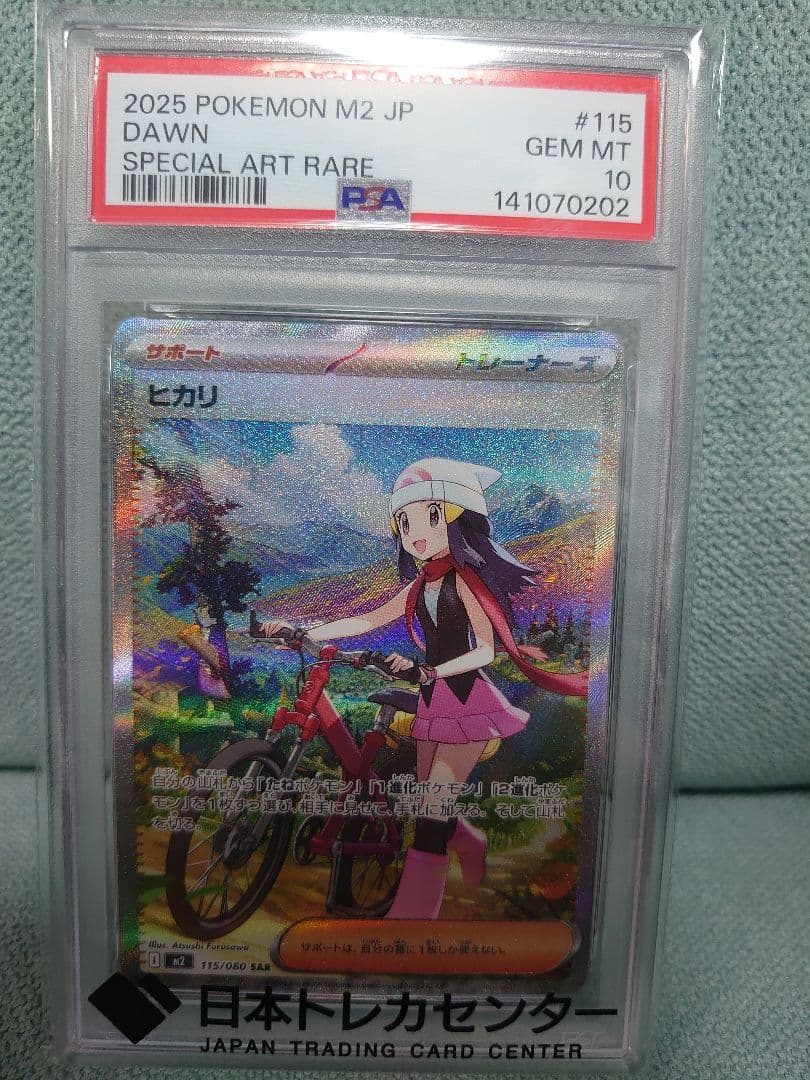 2025 POKEMON M2 JP
#115
DAWN
GEM MT
SPECIAL ART RARE
10
PSA
141070202
サポート
トレーナーズ
ヒカリ
自分の山札から「たねポケモン」「1進化ポケモン」「2進化ポケ
モン」を1枚ずつ選び、相手に見せて、手札に加える。そして山札
を切る。
Illus. Atsushi Furusawa
サポートは、自分の番に1枚しか使えない。
J M2 115/080 SAR
日本トレカセンター
JAPAN TRADING CARD CENTER